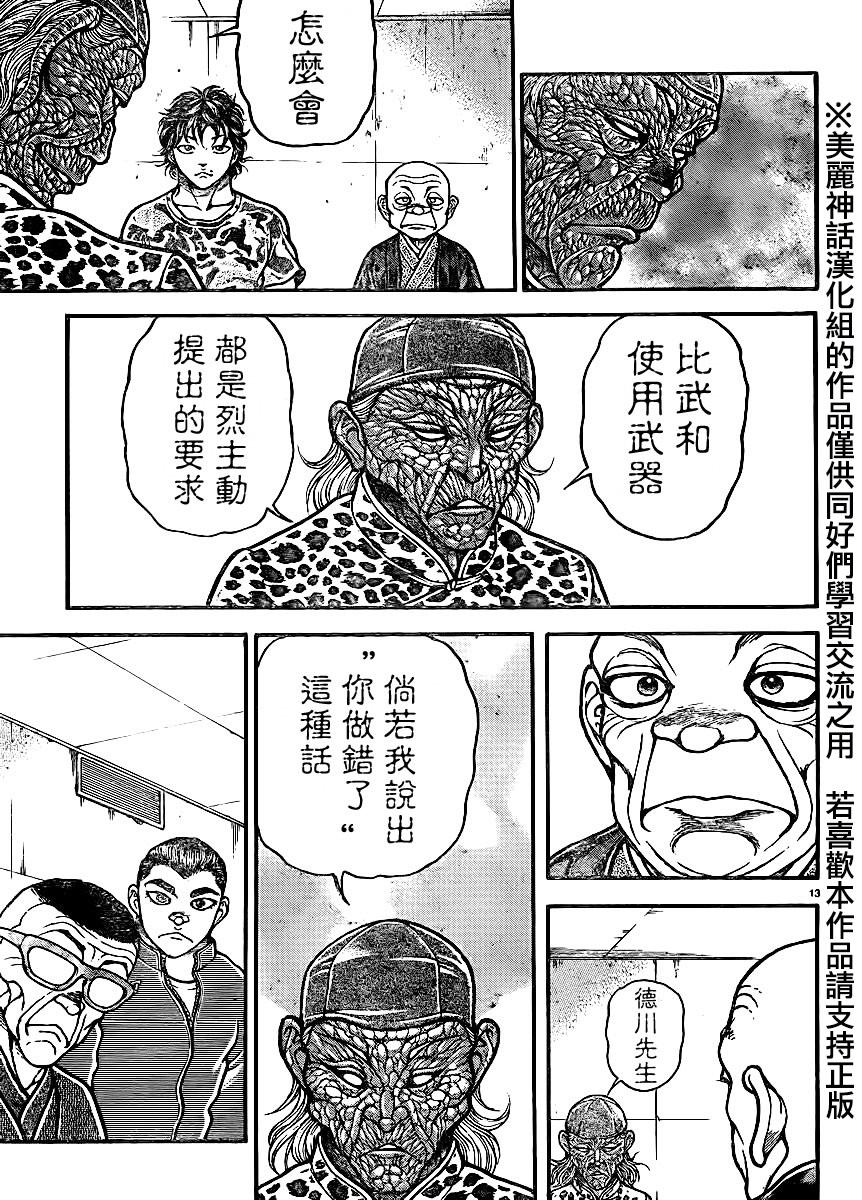 怎麼會
比武和
使用武器
都是烈主動
提出的要求
13
德川先生
倘若我說出
”你做錯了“
這種話
※美麗神話漢化組的作品僅供同好們學習交流之用　若喜歡本作品請支持正版